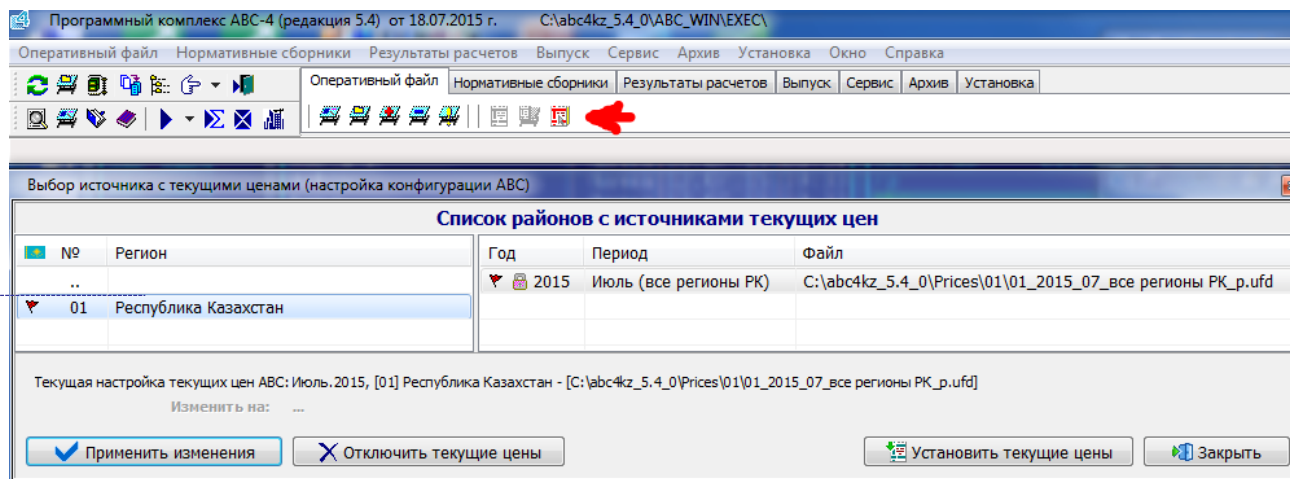 Программный комплекс АВС-4 (редакция 5.4) от 18.07.2015 г. C:\abc4kz_5.4_0\ABC_WIN\EXEC\
Оперативный файл Нормативные сборники Результаты расчетов Выпуск Сервис Архив Установка Окно Справка
Оперативный файл Нормативные сборники Результаты расчетов Выпуск Сервис Архив Установка
Выбор источника с текущими ценами (настройка конфигурации АВС)
Список районов с источниками текущих цен
№ Регион Год Период Файл
.. 2015 Июль (все регионы РК) C:\abc4kz_5.4_0\Prices\01\01_2015_07_все регионы РК_p.ufd
01 Республика Казахстан
Текущая настройка текущих цен АВС: Июль.2015, [01] Республика Казахстан - [C:\abc4kz_5.4_0\Prices\01\01_2015_07_все регионы РК_p.ufd]
Изменить на: ...
Применить изменения Отключить текущие цены Установить текущие цены Закрыть